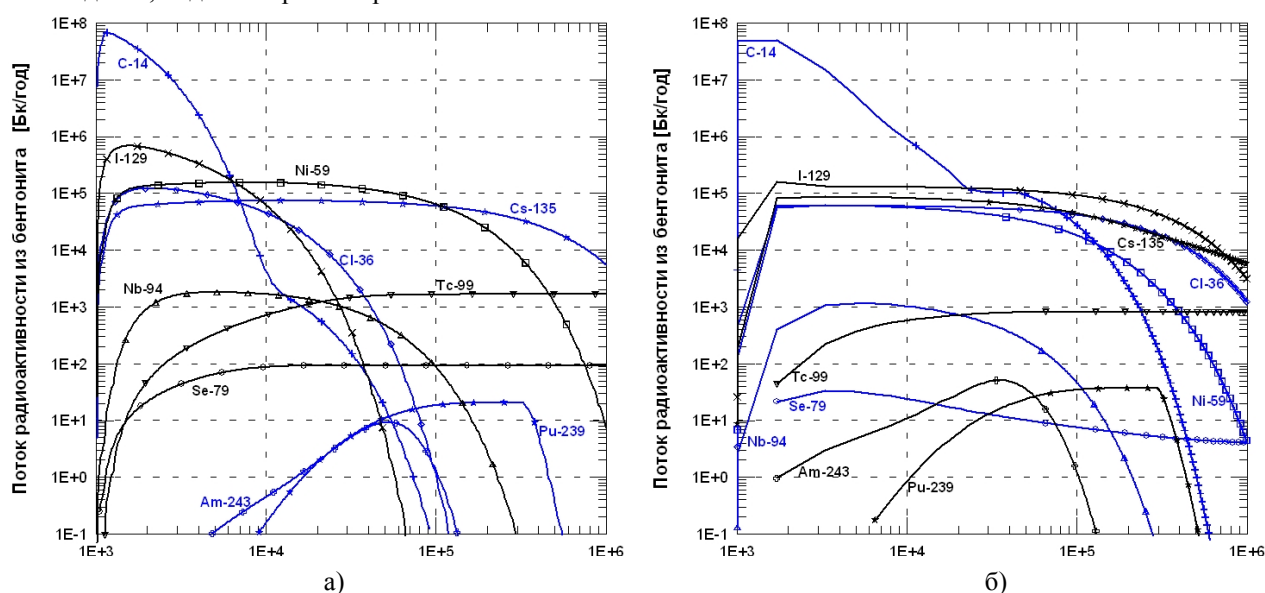 Поток радиоактивности из бентонита [Бк/год]
1E+8
1E+7
1E+6
1E+5
1E+4
1E+3
1E+2
1E+1
1E+0
1E-1
C-14
I-129
Ni-59
Cs-135
Cl-36
Nb-94
Tc-99
Se-79
Pu-239
Am-243
1E+3
1E+4
1E+5
1E+6
а)
Поток радиоактивности из бентонита [Бк/год]
1E+8
1E+7
1E+6
1E+5
1E+4
1E+3
1E+2
1E+1
1E+0
1E-1
C-14
I-129
Cs-135
Cl-36
Tc-99
Se-79
Ni-59
Nb-94
Am-243
Pu-239
1E+3
1E+4
1E+5
1E+6
б)